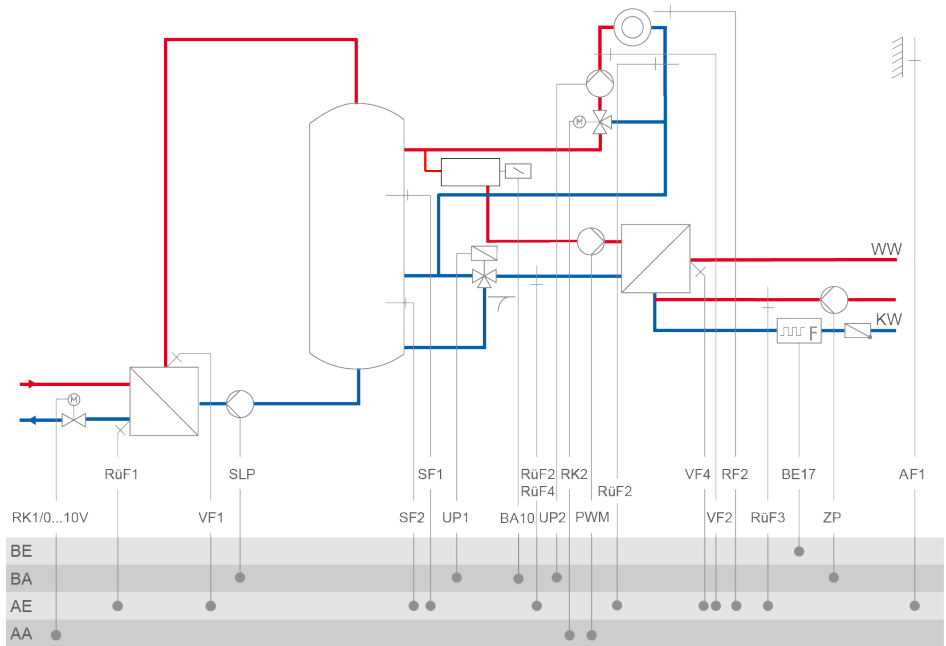 M
WW
KW
F
M
RüF1
SLP
SF1
RüF2
RK2
VF4
RF2
BE17
AF1
RüF4
RüF2
RK1/0...10V
VF1
SF2
UP1
BA10
UP2
PWM
VF2
RüF3
ZP
BE
BA
AE
AA